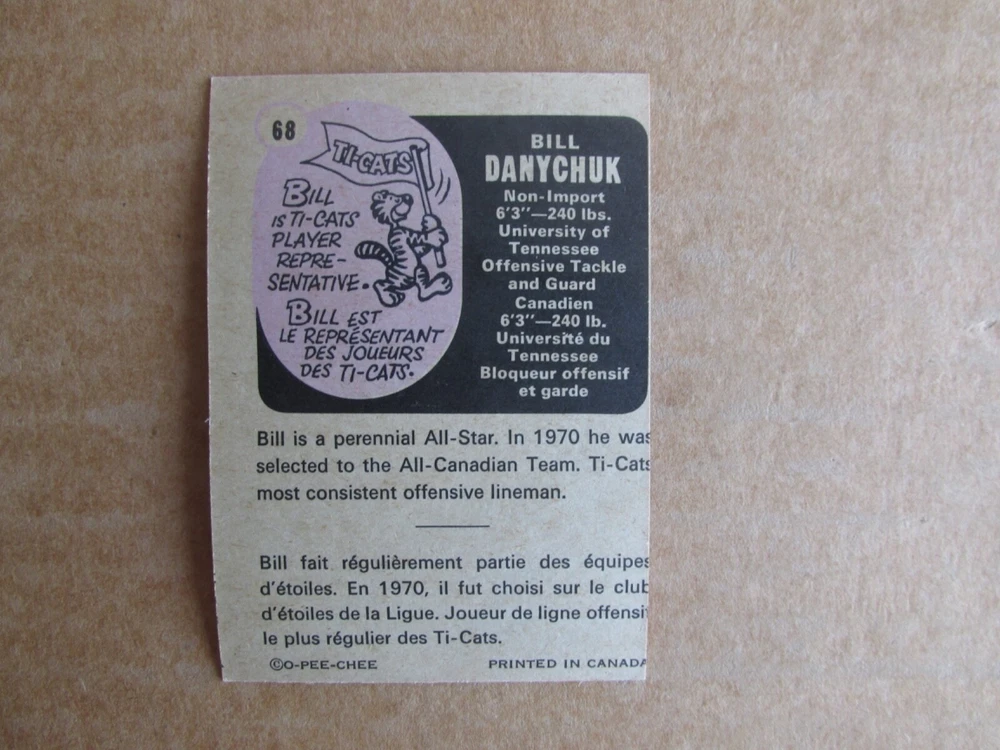 68
TI-CATS
BILL
IS TI-CATS
PLAYER
REPRE-
SENTATIVE.
BILL EST
LE REPRÉSENTANT
DES JOUEURS
DES TI-CATS.
BILL
DANYCHUK
Non-Import
6'3"—240 lbs.
University of
Tennessee
Offensive Tackle
and Guard
Canadien
6'3"—240 lb.
Université du
Tennessee
Bloqueur offensif
et garde
Bill is a perennial All-Star. In 1970 he was
selected to the All-Canadian Team. Ti-Cats
most consistent offensive lineman.
Bill fait régulièrement partie des équipes
d'étoiles. En 1970, il fut choisi sur le club
d'étoiles de la Ligue. Joueur de ligne offensif
le plus régulier des Ti-Cats.
©O-PEE-CHEE
PRINTED IN CANADA